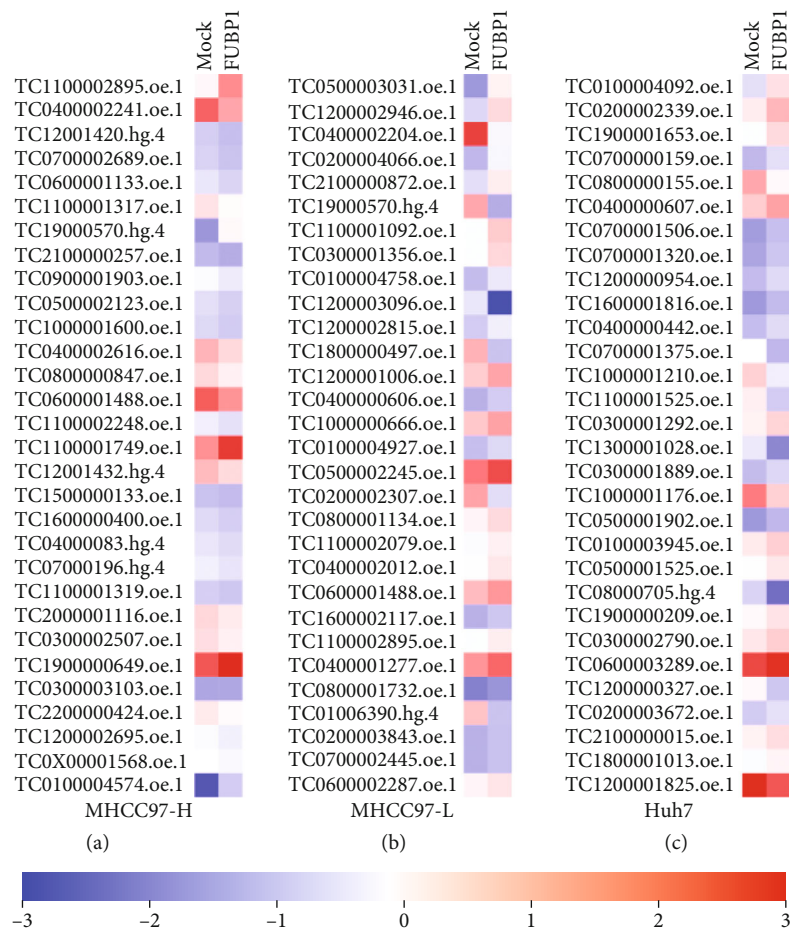 Mock
FUBP1
TC1100002895.oe.1
TC0400002241.oe.1
TC12001420.hg.4
TC0700002689.oe.1
TC0600001133.oe.1
TC1100001317.oe.1
TC19000570.hg.4
TC2100000257.oe.1
TC0900001903.oe.1
TC0500002123.oe.1
TC1000001600.oe.1
TC0400002616.oe.1
TC0800000847.oe.1
TC0600001488.oe.1
TC1100002248.oe.1
TC1100001749.oe.1
TC12001432.hg.4
TC1500000133.oe.1
TC1600000400.oe.1
TC04000083.hg.4
TC07000196.hg.4
TC1100001319.oe.1
TC2000001116.oe.1
TC0300002507.oe.1
TC1900000649.oe.1
TC0300003103.oe.1
TC2200000424.oe.1
TC1200002695.oe.1
TC0X00001568.oe.1
TC0100004574.oe.1
MHCC97-H
(a)
Mock
FUBP1
TC0500003031.oe.1
TC1200002946.oe.1
TC0400002204.oe.1
TC0200004066.oe.1
TC2100000872.oe.1
TC19000570.hg.4
TC1100001092.oe.1
TC0300001356.oe.1
TC0100004758.oe.1
TC1200003096.oe.1
TC1200002815.oe.1
TC1800000497.oe.1
TC1200001006.oe.1
TC0400000606.oe.1
TC1000000666.oe.1
TC0100004927.oe.1
TC0500002245.oe.1
TC0200002307.oe.1
TC0800001134.oe.1
TC1100002079.oe.1
TC0400002012.oe.1
TC0600001488.oe.1
TC1600002117.oe.1
TC1100002895.oe.1
TC0400001277.oe.1
TC0800001732.oe.1
TC01006390.hg.4
TC0200003843.oe.1
TC0700002445.oe.1
TC0600002287.oe.1
MHCC97-L
(b)
Mock
FUBP1
TC0100004092.oe.1
TC0200002339.oe.1
TC1900001653.oe.1
TC0700000159.oe.1
TC0800000155.oe.1
TC0400000607.oe.1
TC0700001506.oe.1
TC0700001320.oe.1
TC1200000954.oe.1
TC1600001816.oe.1
TC0400000442.oe.1
TC0700001375.oe.1
TC1000001210.oe.1
TC1100001525.oe.1
TC0300001292.oe.1
TC1300001028.oe.1
TC0300001889.oe.1
TC1000001176.oe.1
TC0500001902.oe.1
TC0100003945.oe.1
TC0500001525.oe.1
TC08000705.hg.4
TC1900000209.oe.1
TC0300002790.oe.1
TC0600003289.oe.1
TC1200000327.oe.1
TC0200003672.oe.1
TC2100000015.oe.1
TC1800001013.oe.1
TC1200001825.oe.1
Huh7
(c)
−3 −2 −1 0 1 2 3